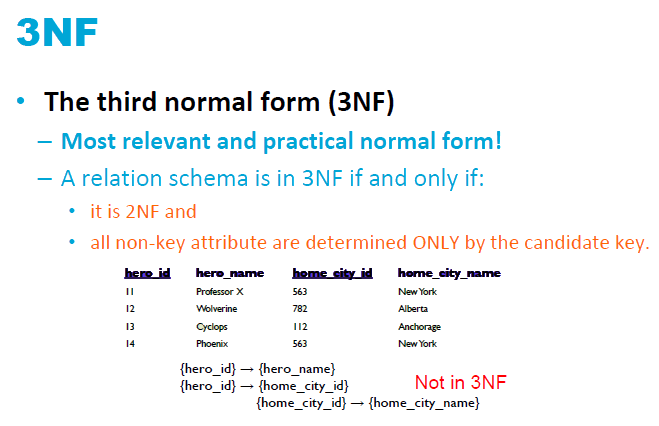 3NF
• The third normal form (3NF)
– Most relevant and practical normal form!
– A relation schema is in 3NF if and only if:
• it is 2NF and
• all non-key attribute are determined ONLY by the candidate key.
hero_id hero_name home_city_id home_city_name
11 Professor X 563 New York
12 Wolverine 782 Alberta
13 Cyclops 112 Anchorage
14 Phoenix 563 New York
{hero_id} → {hero_name}
{hero_id} → {home_city_id} Not in 3NF
{home_city_id} → {home_city_name}